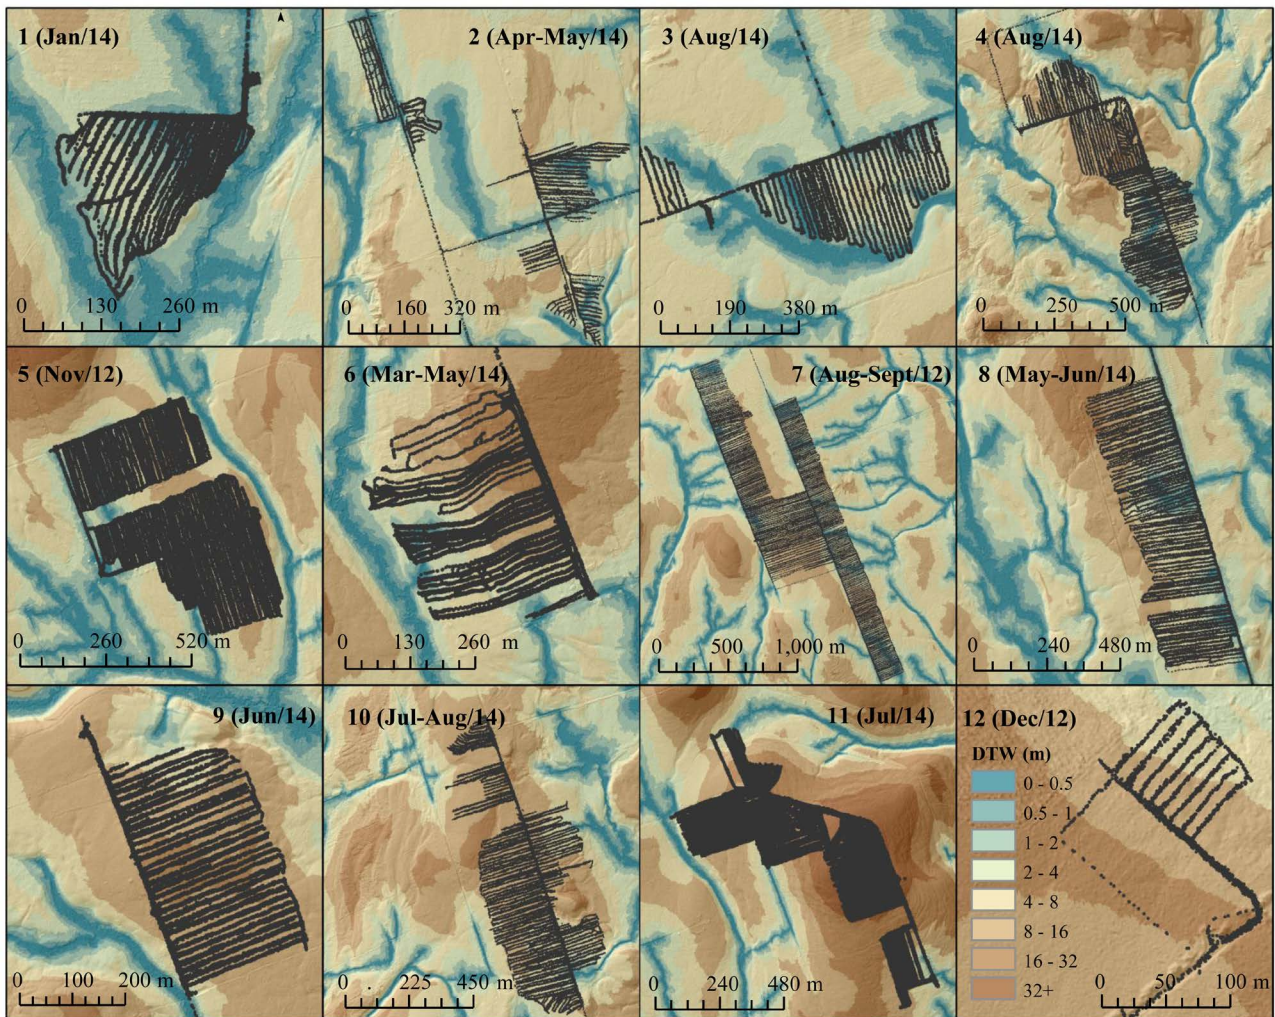 1 (Jan/14)
0 130 260 m
2 (Apr-May/14)
0 160 320 m
3 (Aug/14)
0 190 380 m
4 (Aug/14)
0 250 500 m
5 (Nov/12)
0 260 520 m
6 (Mar-May/14)
0 130 260 m
7 (Aug-Sept/12)
0 500 1,000 m
8 (May-Jun/14)
0 240 480 m
9 (Jun/14)
0 100 200 m
10 (Jul-Aug/14)
0 225 450 m
11 (Jul/14)
0 240 480 m
12 (Dec/12)
DTW (m)
0 - 0.5
0.5 - 1
1 - 2
2 - 4
4 - 8
8 - 16
16 - 32
32+
0 50 100 m